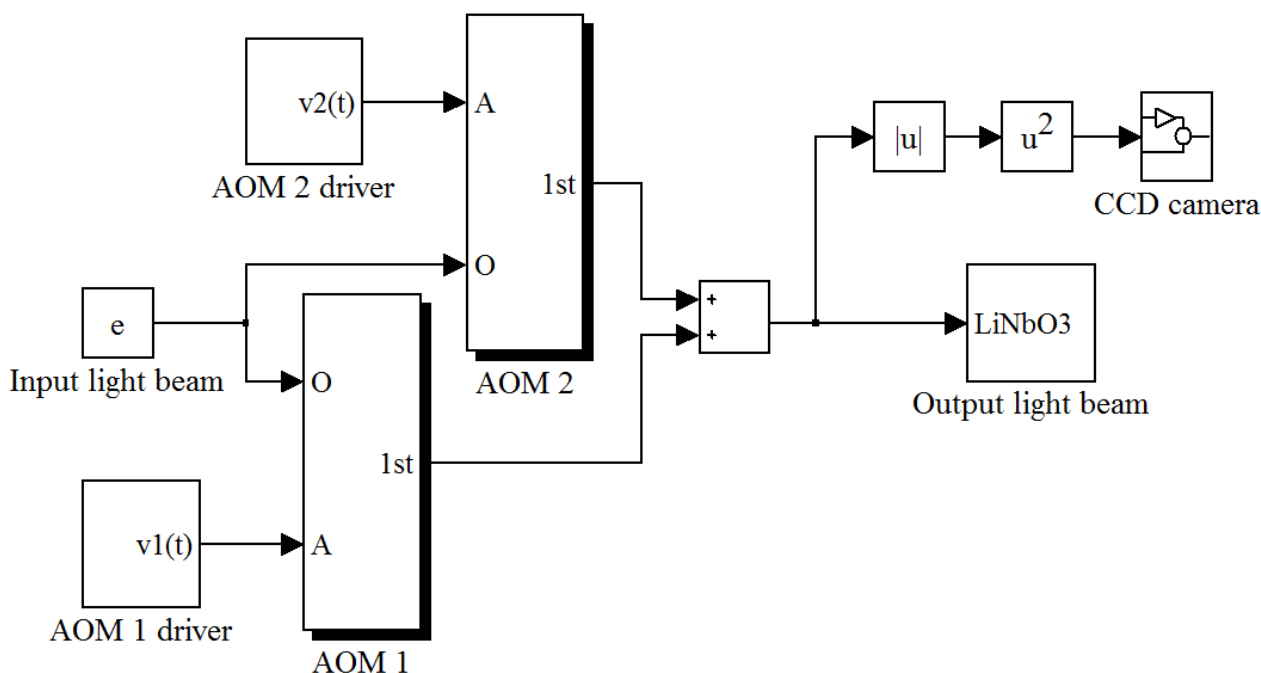 v2(t)
AOM 2 driver
A
1st
O
AOM 2
e
Input light beam
O
1st
A
AOM 1
v1(t)
AOM 1 driver
+
+
|u|
u²
CCD camera
LiNbO3
Output light beam